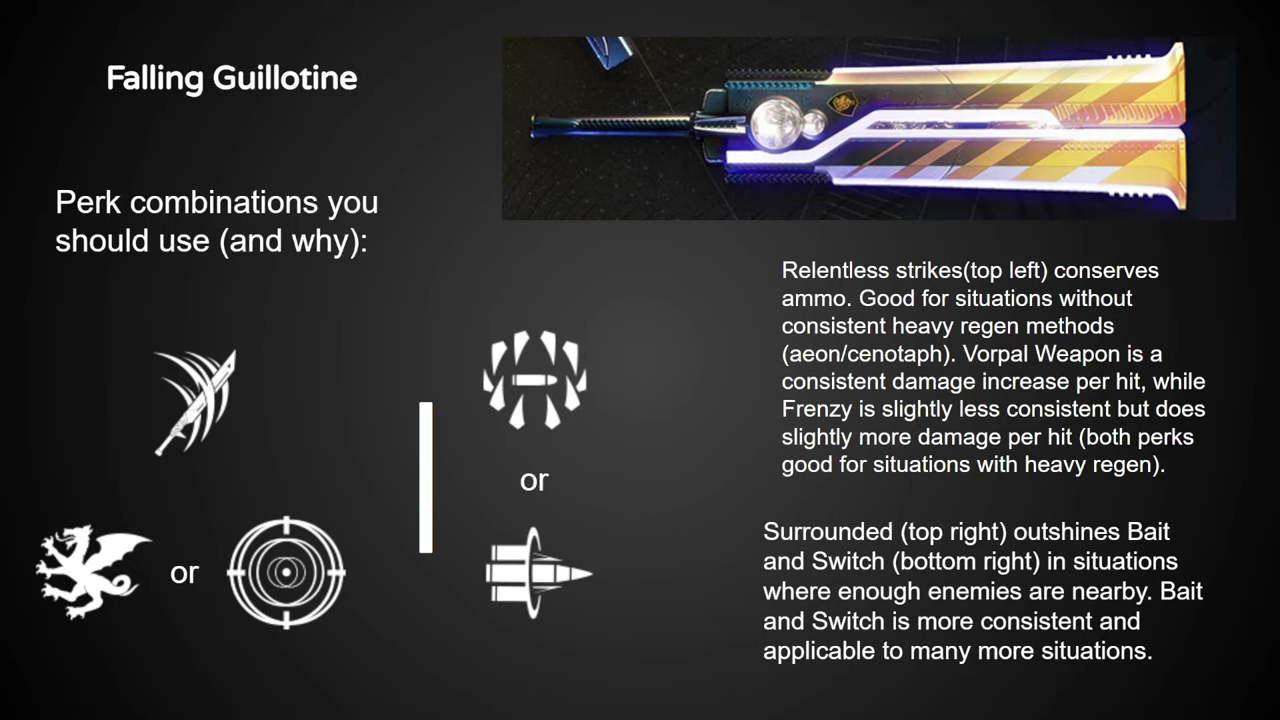 Falling Guillotine
Perk combinations you
should use (and why):
or
or
Relentless strikes(top left) conserves
ammo. Good for situations without
consistent heavy regen methods
(aeon/cenotaph). Vorpal Weapon is a
consistent damage increase per hit, while
Frenzy is slightly less consistent but does
slightly more damage per hit (both perks
good for situations with heavy regen).
Surrounded (top right) outshines Bait
and Switch (bottom right) in situations
where enough enemies are nearby. Bait
and Switch is more consistent and
applicable to many more situations.